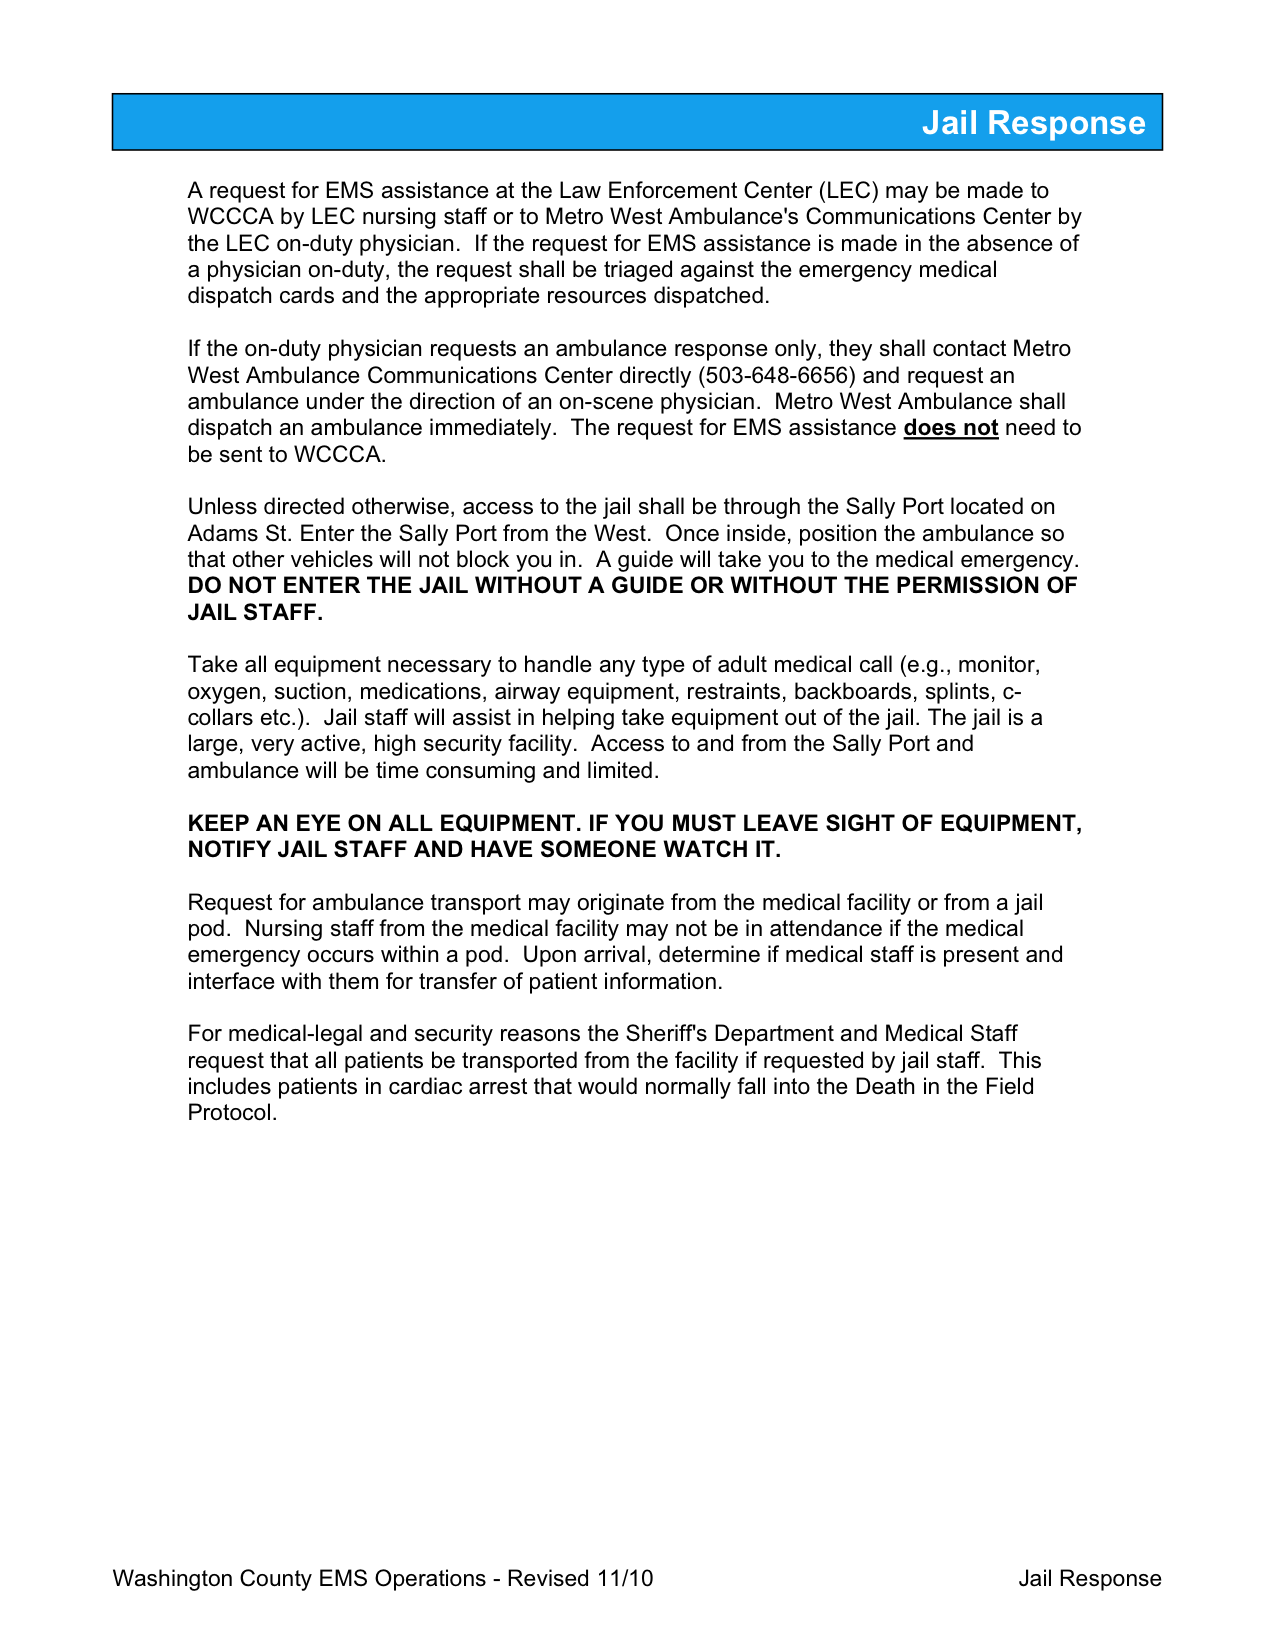 Jail Response
A request for EMS assistance at the Law Enforcement Center (LEC) may be made to
WCCCA by LEC nursing staff or to Metro West Ambulance's Communications Center by
the LEC on-duty physician.  If the request for EMS assistance is made in the absence of
a physician on-duty, the request shall be triaged against the emergency medical
dispatch cards and the appropriate resources dispatched.
If the on-duty physician requests an ambulance response only, they shall contact Metro
West Ambulance Communications Center directly (503-648-6656) and request an
ambulance under the direction of an on-scene physician.  Metro West Ambulance shall
dispatch an ambulance immediately.  The request for EMS assistance does not need to
be sent to WCCCA.
Unless directed otherwise, access to the jail shall be through the Sally Port located on
Adams St. Enter the Sally Port from the West.  Once inside, position the ambulance so
that other vehicles will not block you in.  A guide will take you to the medical emergency.
DO NOT ENTER THE JAIL WITHOUT A GUIDE OR WITHOUT THE PERMISSION OF
JAIL STAFF.
Take all equipment necessary to handle any type of adult medical call (e.g., monitor,
oxygen, suction, medications, airway equipment, restraints, backboards, splints, c-
collars etc.).  Jail staff will assist in helping take equipment out of the jail. The jail is a
large, very active, high security facility.  Access to and from the Sally Port and
ambulance will be time consuming and limited.
KEEP AN EYE ON ALL EQUIPMENT. IF YOU MUST LEAVE SIGHT OF EQUIPMENT,
NOTIFY JAIL STAFF AND HAVE SOMEONE WATCH IT.
Request for ambulance transport may originate from the medical facility or from a jail
pod.  Nursing staff from the medical facility may not be in attendance if the medical
emergency occurs within a pod.  Upon arrival, determine if medical staff is present and
interface with them for transfer of patient information.
For medical-legal and security reasons the Sheriff's Department and Medical Staff
request that all patients be transported from the facility if requested by jail staff.  This
includes patients in cardiac arrest that would normally fall into the Death in the Field
Protocol.
Washington County EMS Operations - Revised 11/10
Jail Response